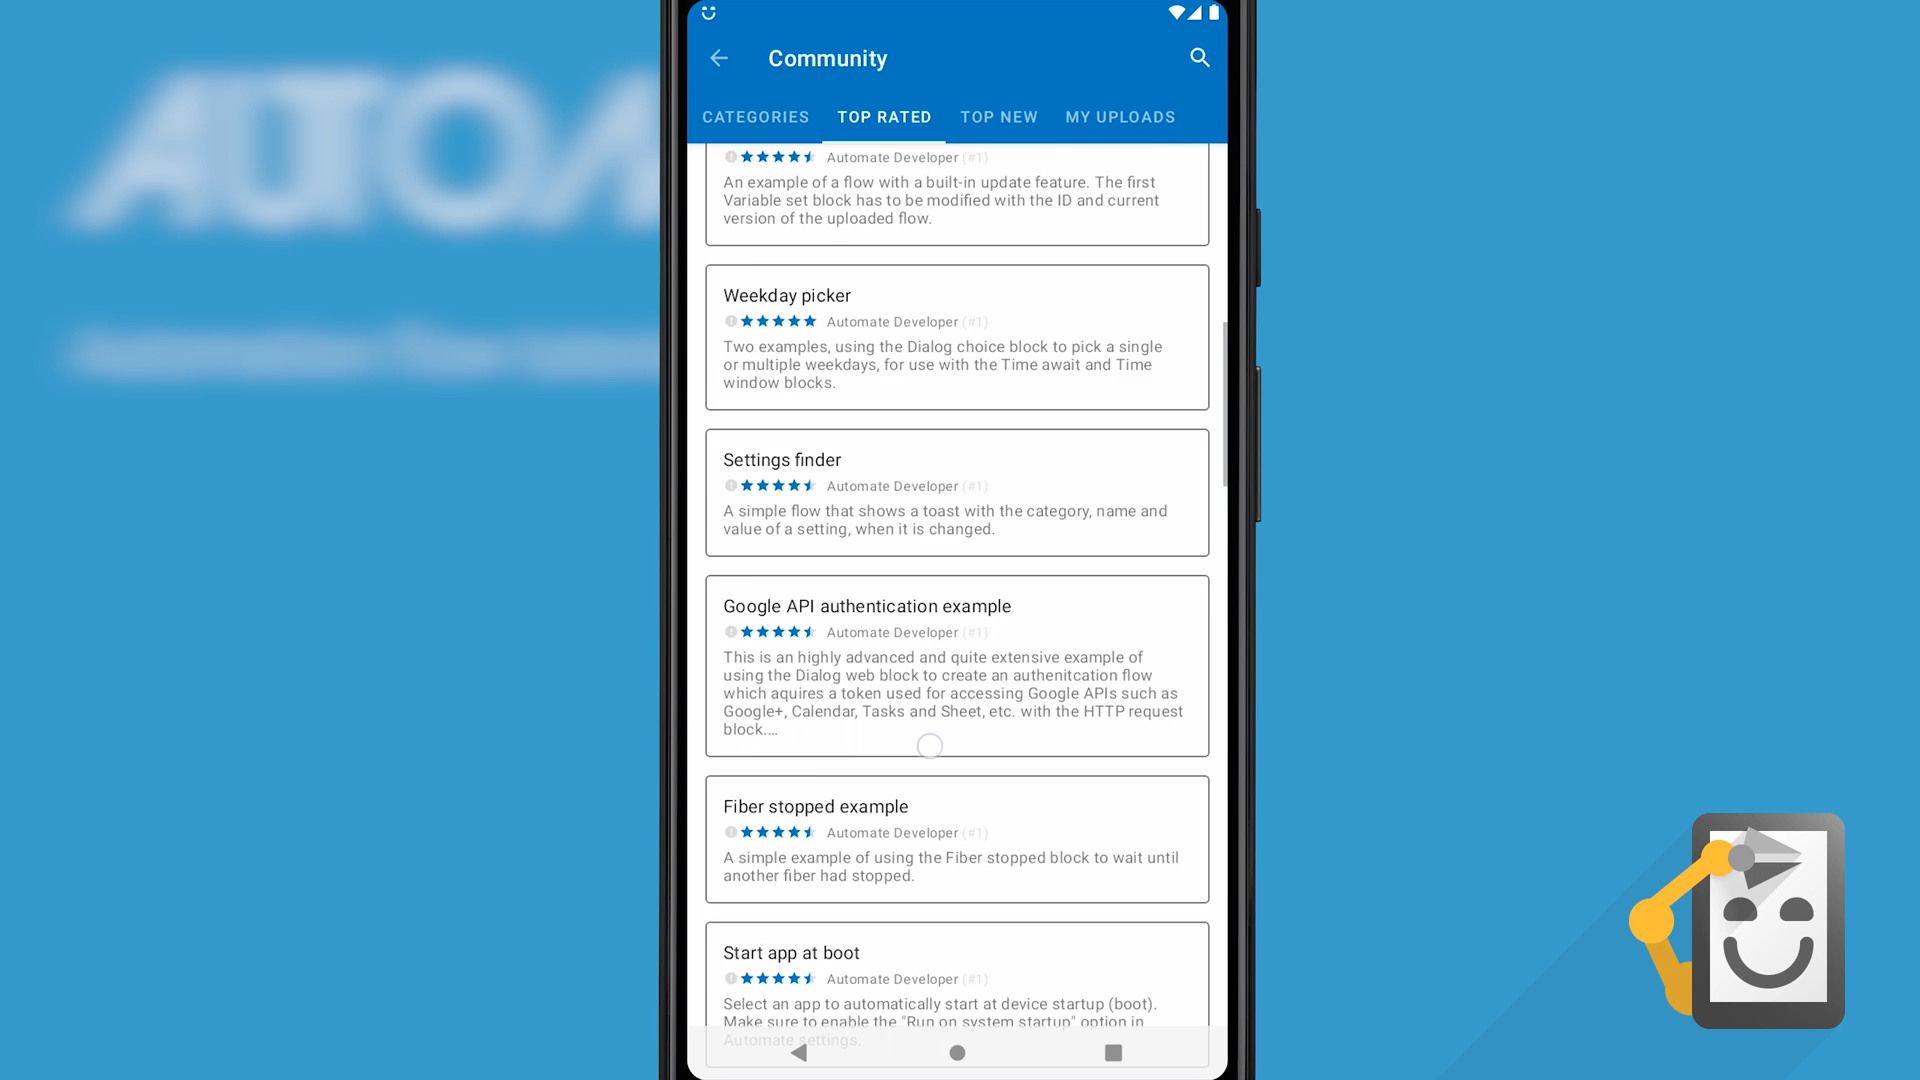 Community
CATEGORIES TOP RATED TOP NEW MY UPLOADS
Automate Developer (#1)
An example of a flow with a built-in update feature. The first
Variable set block has to be modified with the ID and current
version of the uploaded flow.
Weekday picker
Automate Developer (#1)
Two examples, using the Dialog choice block to pick a single
or multiple weekdays, for use with the Time await and Time
window blocks.
Settings finder
Automate Developer (#1)
A simple flow that shows a toast with the category, name and
value of a setting, when it is changed.
Google API authentication example
Automate Developer (#1)
This is an highly advanced and quite extensive example of
using the Dialog web block to create an authenitcation flow
which aquires a token used for accessing Google APIs such as
Google+, Calendar, Tasks and Sheet, etc. with the HTTP request
block....
Fiber stopped example
Automate Developer (#1)
A simple example of using the Fiber stopped block to wait until
another fiber had stopped.
Start app at boot
Automate Developer (#1)
Select an app to automatically start at device startup (boot).
Make sure to enable the "Run on system startup" option in
Automate settings.